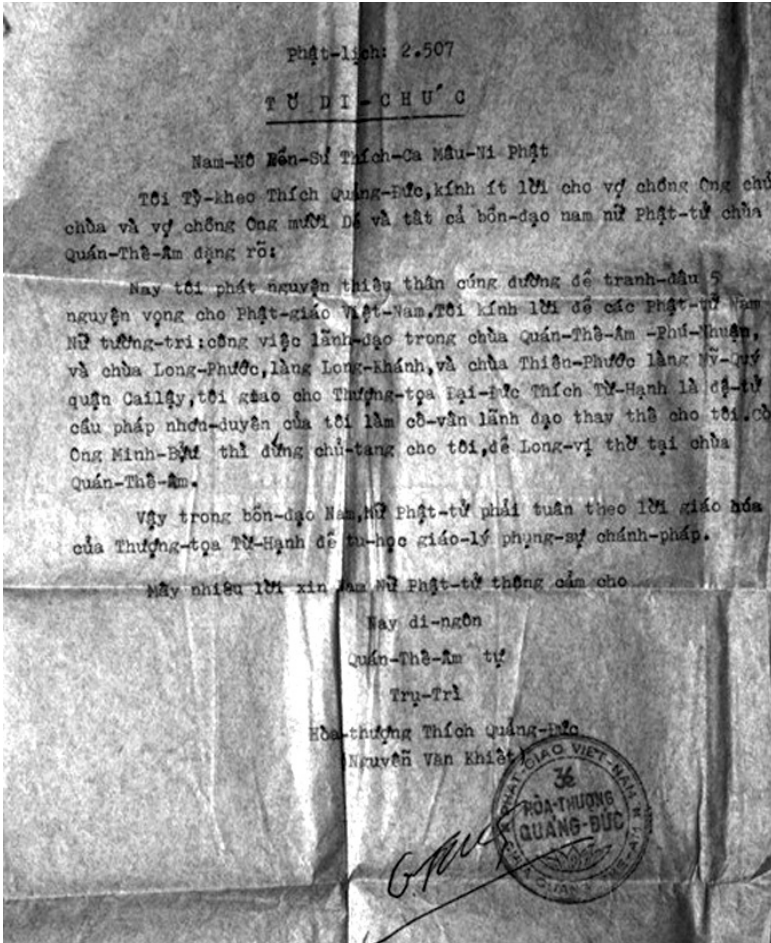 Phật-lịch: 2.507
TỜ DI-CHÚC
Nam-Mô Bổn-Sư Thích-Ca Mâu-Ni Phật
Tôi Tỳ-kheo Thích Quảng-Đức,kính ít lời cho vợ chồng Ông chủ
chùa và vợ chồng Ông mười Dé và tất cả bổn-đạo nam nữ Phật-tử chùa
Quán-Thế-Âm đặng rõ:
Nay tôi phát nguyện thiêu thân cúng dường để tranh-đấu 5
nguyện vọng cho Phật-giáo Việt-Nam.Tôi kính lời để các Phật-tử Nam
Nữ tường-tri:công việc lãnh-đạo trong chùa Quán-Thế-Âm -Phú-Nhuận,
và chùa Long-Phước,làng Long-Khánh,và chùa Thiên-Phước làng Mỹ-Quý
quận Cailậy,tôi giao cho Thượng-tọa Đại-Đức Thích Từ-Hạnh là đệ-tử
cầu pháp nhơn-duyên của tôi làm cố-vấn lãnh đạo thay thế cho tôi.Cò
Ông Minh-Bửu thì đứng chủ-tang cho tôi,để Long-vị thờ tại chùa
Quán-Thế-Âm.
Vậy trong bổn-đạo Nam,Nữ Phật-tử phải tuân theo lời giáo hóa
của Thượng-tọa Từ-Hạnh để tu-học giáo-lý phụng-sự chánh-pháp.
Mấy nhiêu lời xin Nam Nữ Phật-tử thông cảm cho
Nay di-ngôn
Quán-Thế-Âm tự
Trụ-Trì
Hòa-thượng Thích Quảng-Đức
(Nguyễn Văn Khiết)
PHẬT-GIÁO VIỆT-NAM
36
HÒA-THƯỢNG
QUẢNG-ĐỨC